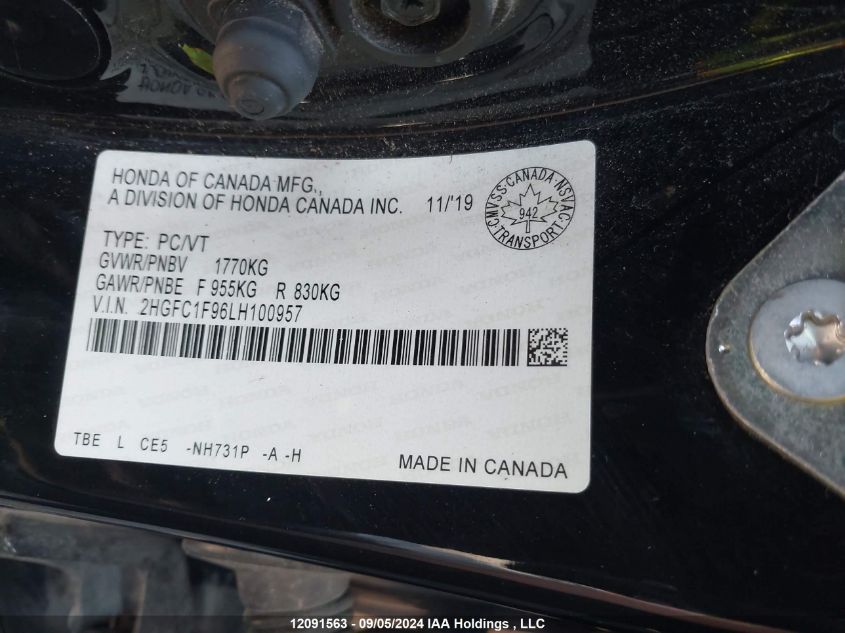 HONDA OF CANADA MFG.,
A DIVISION OF HONDA CANADA INC. 11/'19
CMVSS·CANADA·NSVAC
942
TRANSPORT
TYPE: PC/VT
GVWR/PNBV 1770KG
GAWR/PNBE F 955KG R 830KG
V.I.N. 2HGFC1F96LH100957
TBE L CE5 -NH731P -A -H
MADE IN CANADA
12091563 - 09/05/2024 IAA Holdings , LLC